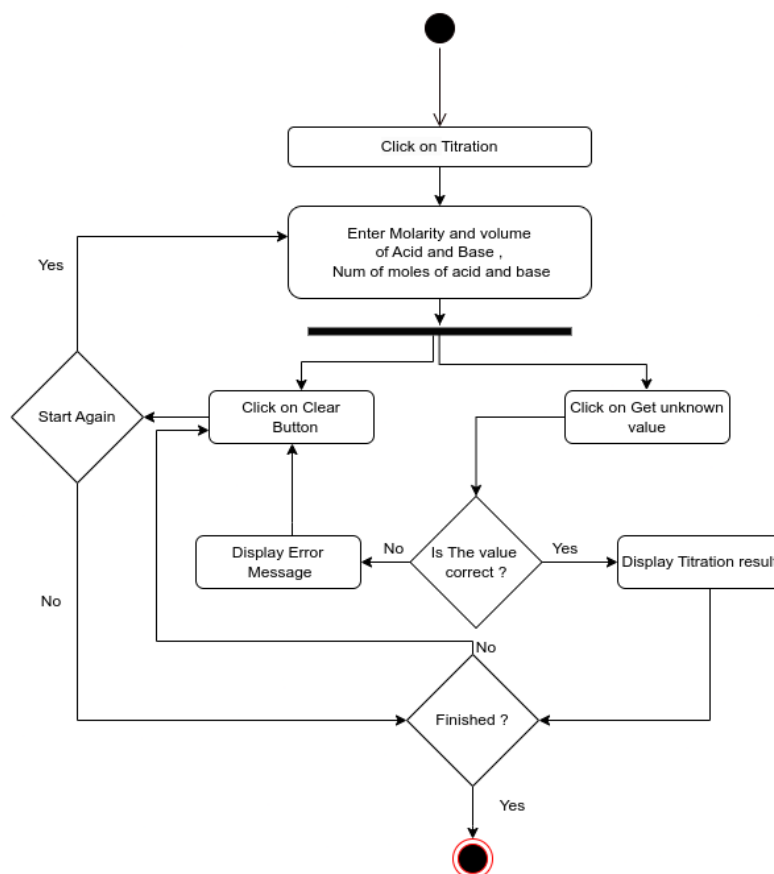 Click on Titration
Enter Molarity and volume
of Acid and Base ,
Num of moles of acid and base
Yes
Start Again
Click on Clear
Button
Click on Get unknown
value
Display Error
Message
No
Is The value
correct ?
Yes
Display Titration result
No
No
Finished ?
Yes